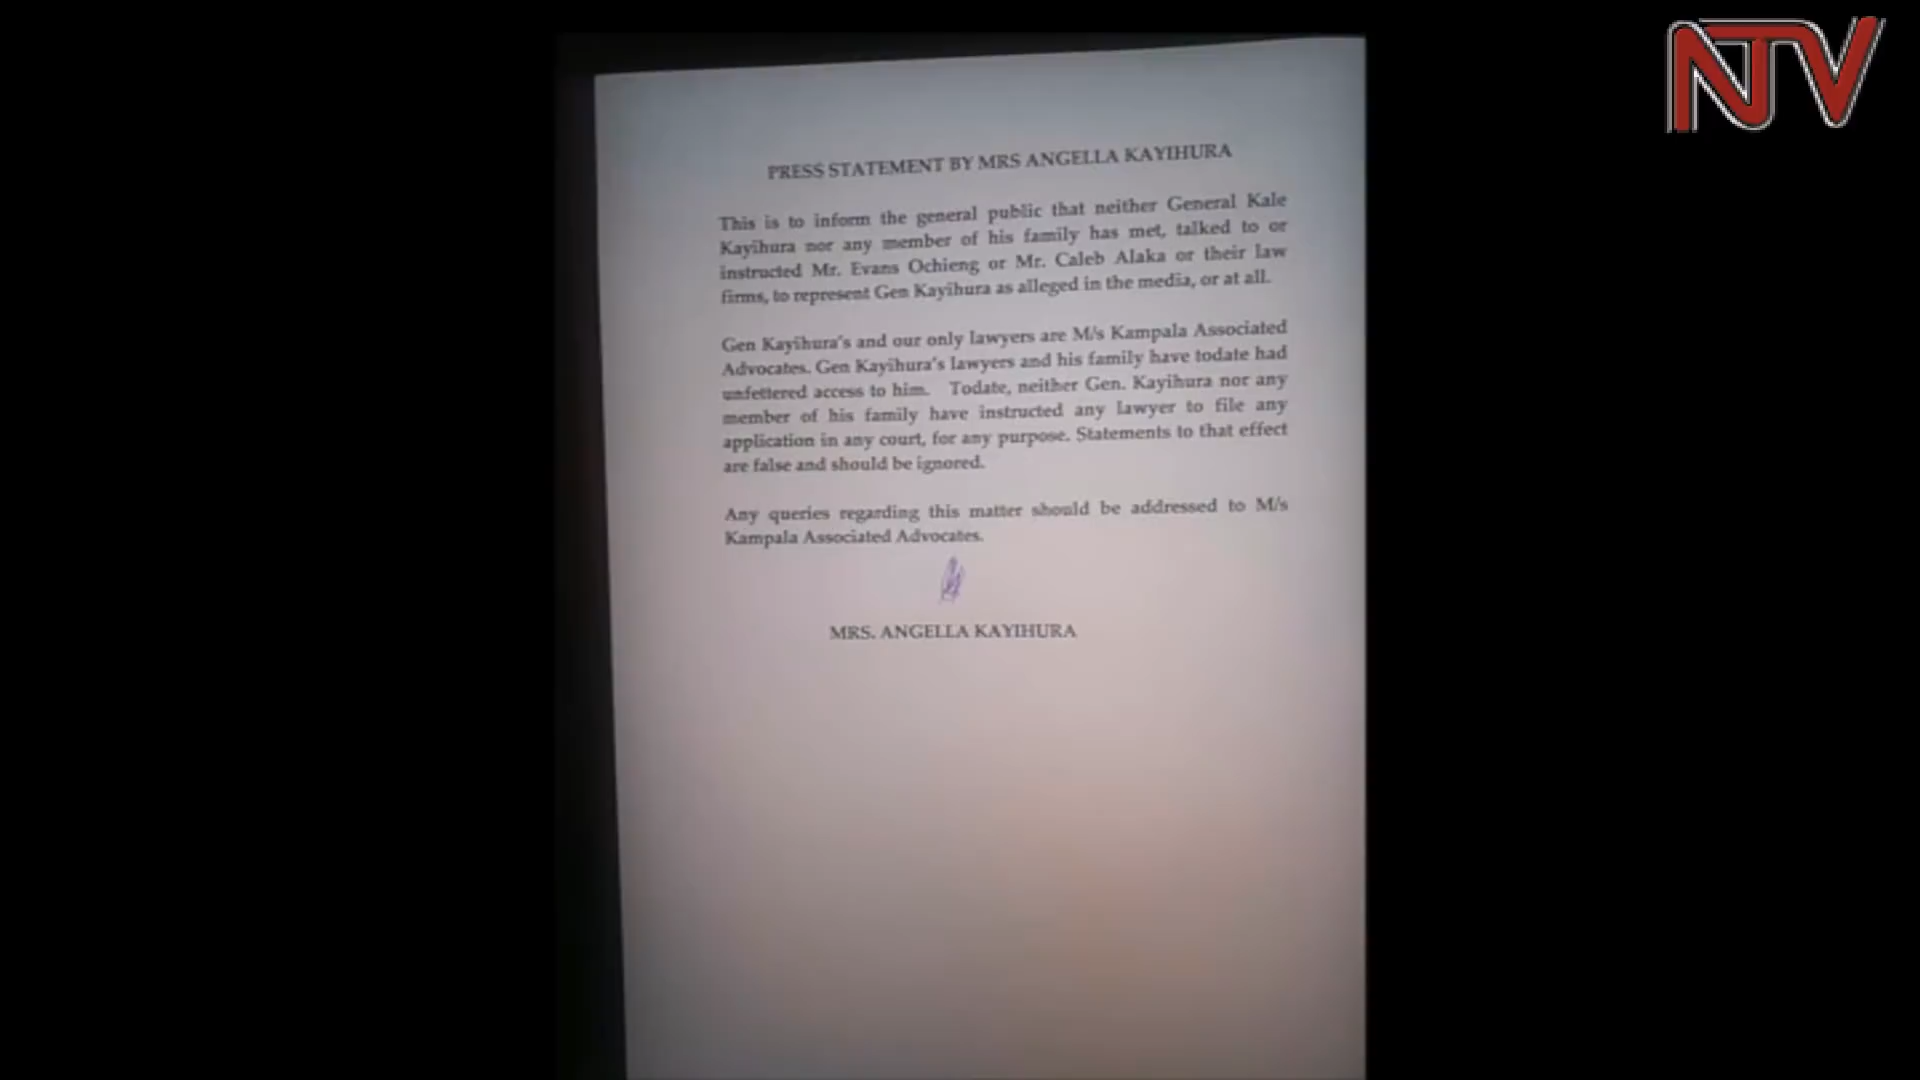 NTV
PRESS STATEMENT BY MRS ANGELLA KAYIHURA
This is to inform the general public that neither General Kale
Kayihura nor any member of his family has met, talked to or
instructed Mr. Evans Ochieng or Mr. Caleb Alaka or their law
firms, to represent Gen Kayihura as alleged in the media, or at all.
Gen Kayihura's and our only lawyers are M/s Kampala Associated
Advocates. Gen Kayihura's lawyers and his family have todate had
unfettered access to him. Todate, neither Gen. Kayihura nor any
member of his family have instructed any lawyer to file any
application in any court, for any purpose. Statements to that effect
are false and should be ignored.
Any queries regarding this matter should be addressed to M/s
Kampala Associated Advocates.
MRS. ANGELLA KAYIHURA